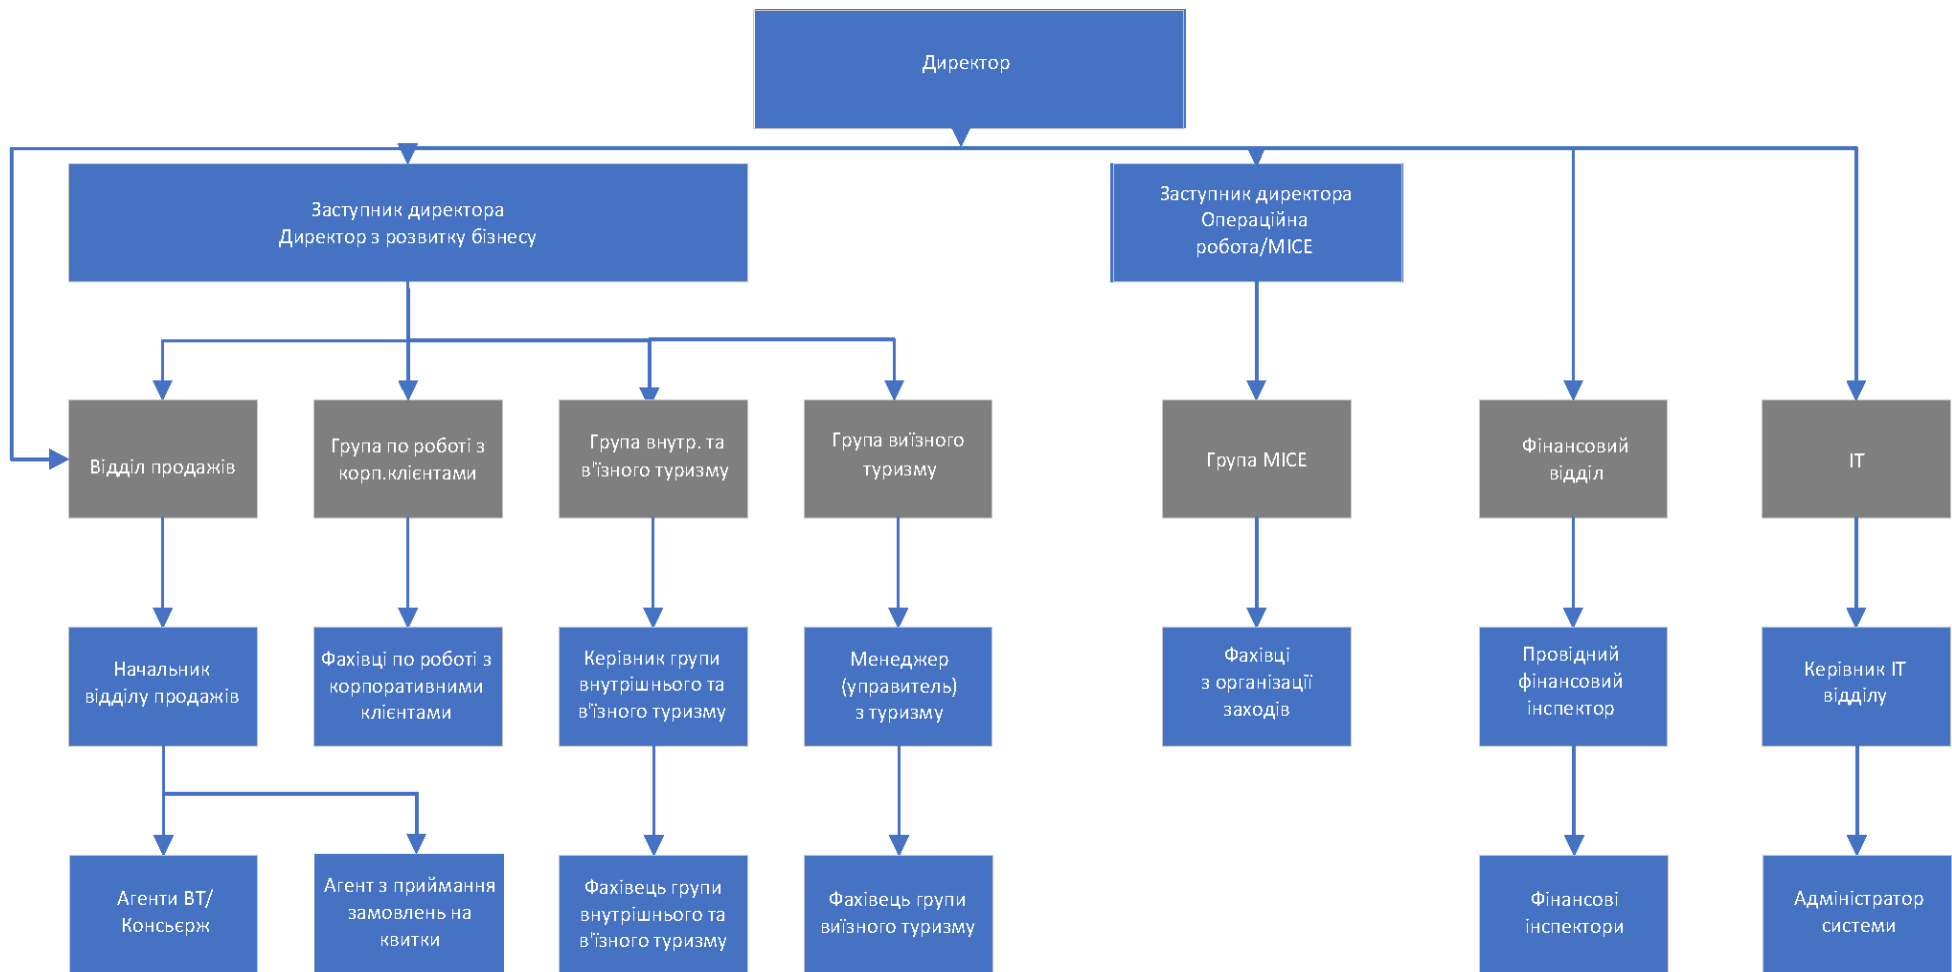 Директор
Заступник директора
Директор з розвитку бізнесу
Заступник директора
Операційна
робота/MICE
Відділ продажів
Група по роботі з
корп.клієнтами
Група внутр. та
в'їзного туризму
Група виїзного
туризму
Група MICE
Фінансовий
відділ
ІТ
Начальник
відділу продажів
Фахівці по роботі з
корпоративними
клієнтами
Керівник групи
внутрішнього та
в'їзного туризму
Менеджер
(управитель)
з туризму
Фахівці
з організації
заходів
Провідний
фінансовий
інспектор
Керівник ІТ
відділу
Агенти ВТ/
Консьєрж
Агент з приймання
замовлень на
квитки
Фахівець групи
внутрішнього та
в'їзного туризму
Фахівець групи
виїзного туризму
Фінансові
інспектори
Адміністратор
системи